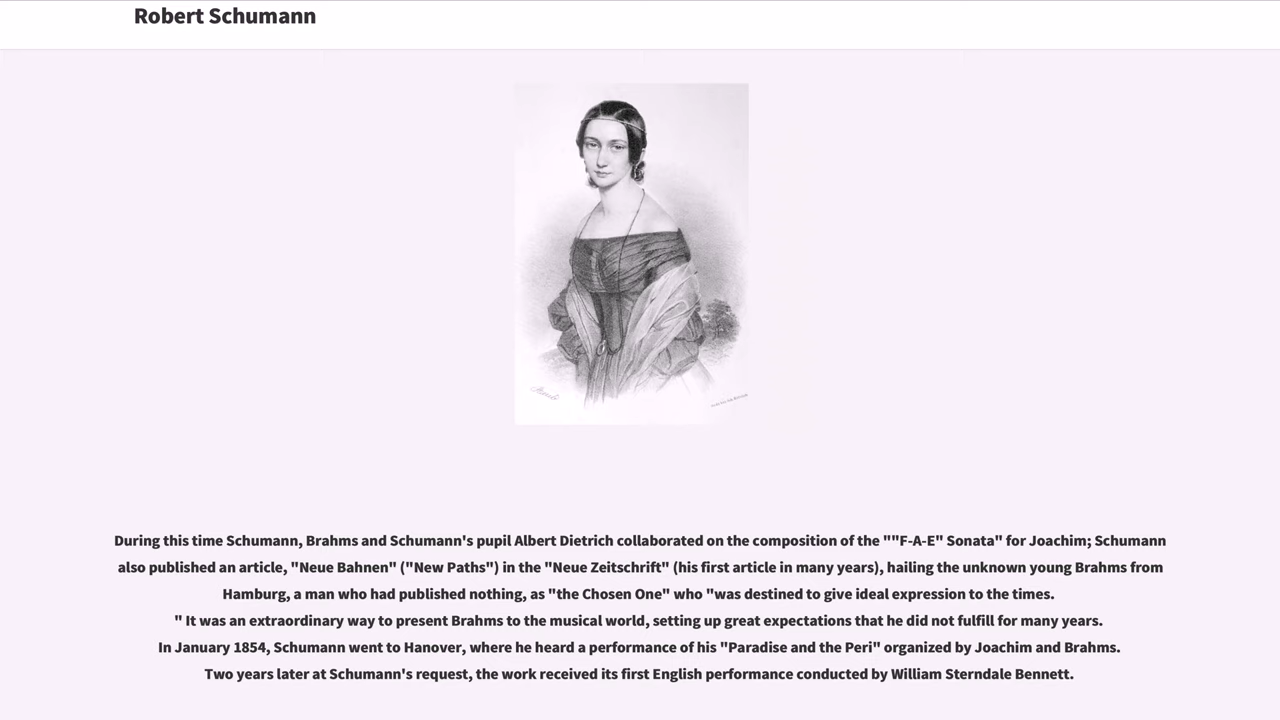 Robert Schumann
During this time Schumann, Brahms and Schumann's pupil Albert Dietrich collaborated on the composition of the ""F-A-E" Sonata" for Joachim; Schumann
also published an article, "Neue Bahnen" ("New Paths") in the "Neue Zeitschrift" (his first article in many years), hailing the unknown young Brahms from
Hamburg, a man who had published nothing, as "the Chosen One" who "was destined to give ideal expression to the times.
" It was an extraordinary way to present Brahms to the musical world, setting up great expectations that he did not fulfill for many years.
In January 1854, Schumann went to Hanover, where he heard a performance of his "Paradise and the Peri" organized by Joachim and Brahms.
Two years later at Schumann's request, the work received its first English performance conducted by William Sterndale Bennett.